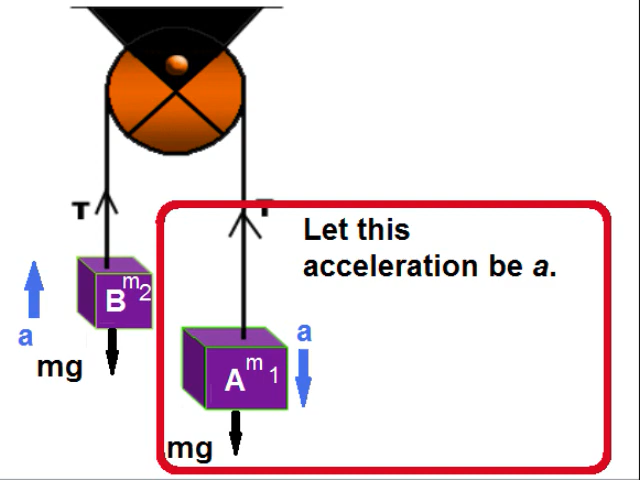 T
T
Let this
acceleration be a.
B m2
a
mg
a
A m 1
mg